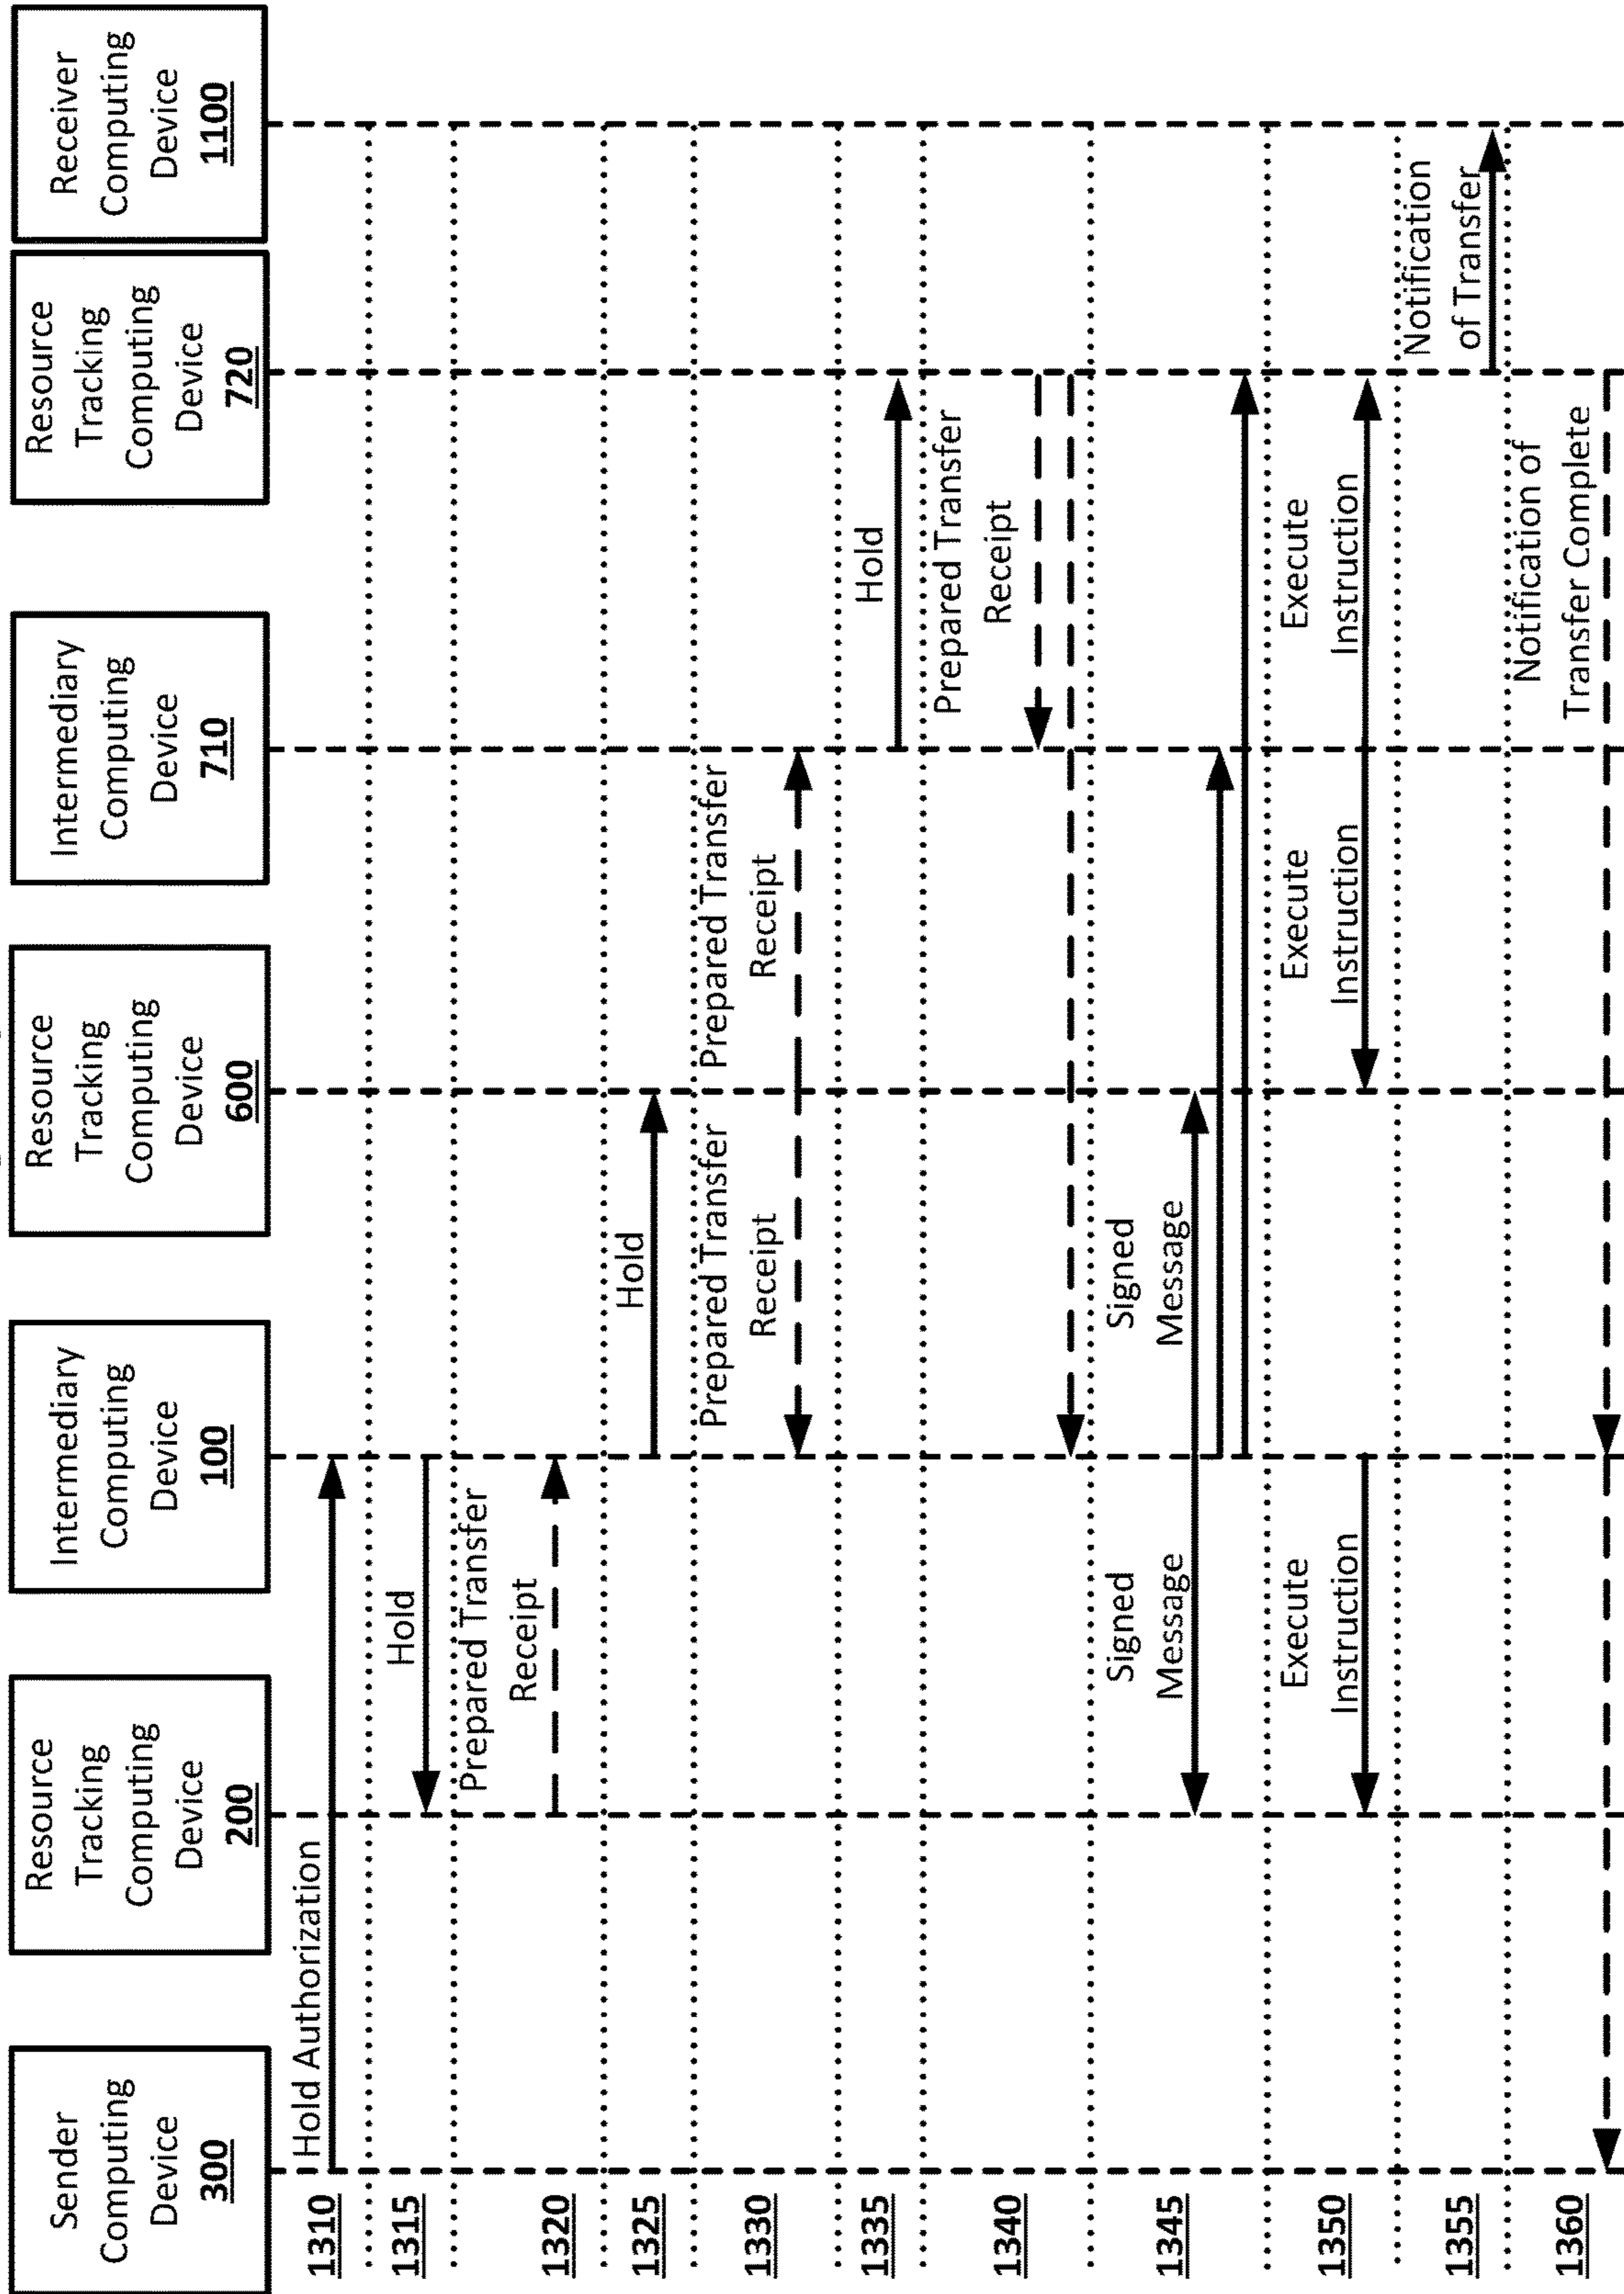 Sender
Computing
Device
300
Resource
Tracking
Computing
Device
200
Intermediary
Computing
Device
100
Resource
Tracking
Computing
Device
600
Intermediary
Computing
Device
710
Resource
Tracking
Computing
Device
720
Receiver
Computing
Device
1100
1310
Hold Authorization
1315
Hold
1320
Prepared Transfer
Receipt
1325
Hold
1330
Prepared Transfer
Receipt
Prepared Transfer
Receipt
1335
Hold
1340
Prepared Transfer
Receipt
1345
Signed
Message
Signed
Message
1350
Execute
Instruction
Execute
Instruction
Execute
Instruction
1355
Notification
of Transfer
1360
Notification of
Transfer Complete